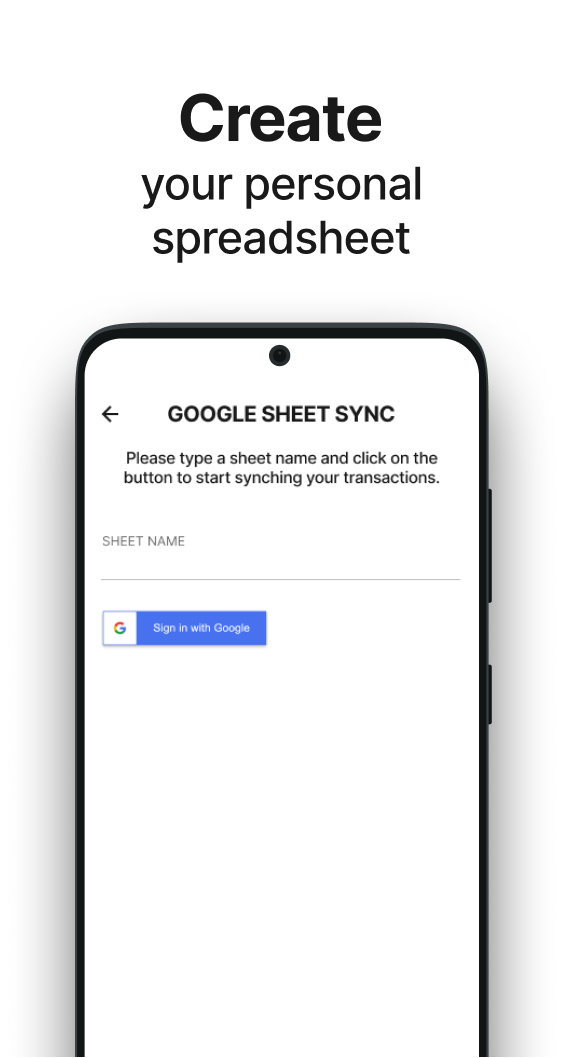 Create
your personal
spreadsheet
GOOGLE SHEET SYNC
Please type a sheet name and click on the
button to start synching your transactions.
SHEET NAME
Sign in with Google